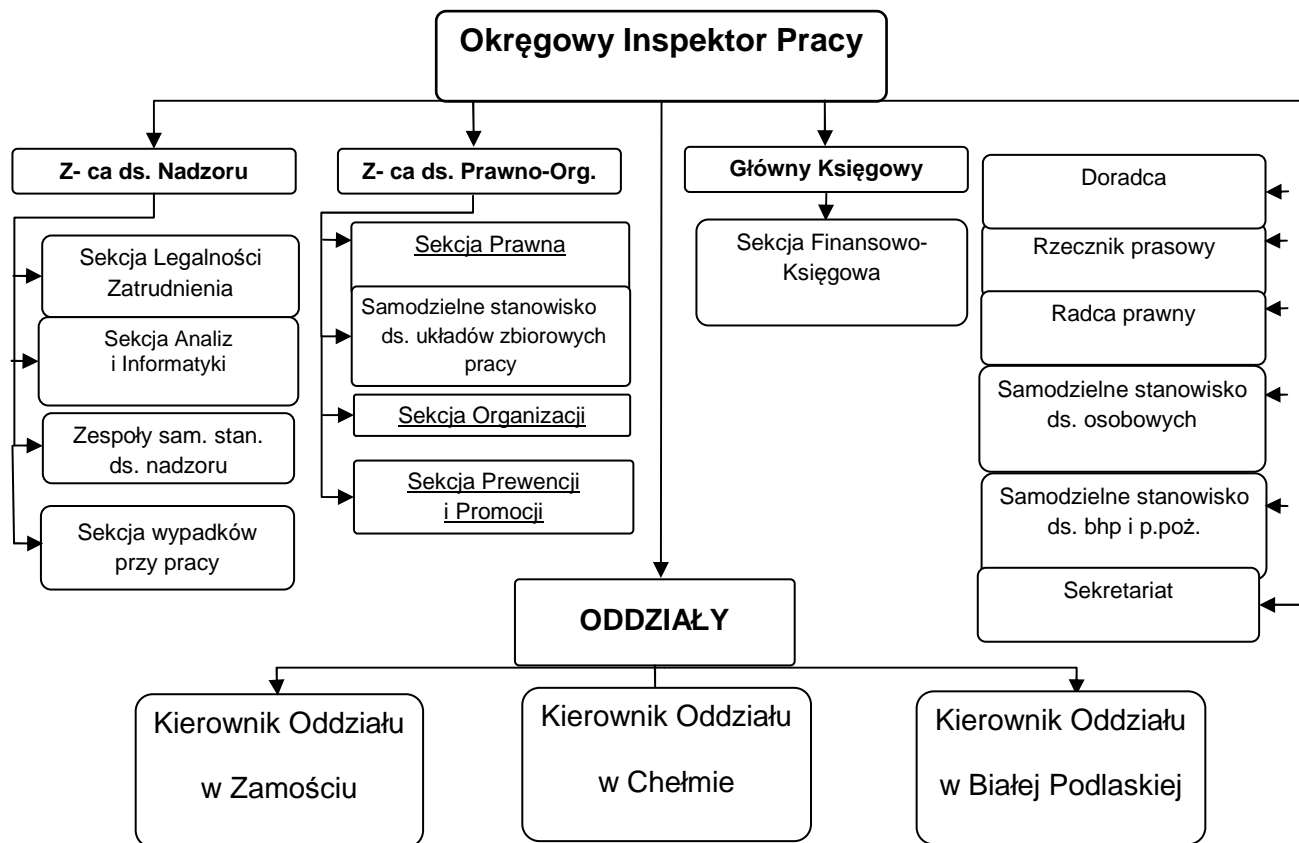 Okręgowy Inspektor Pracy
Z- ca ds. Nadzoru
Sekcja Legalności
Zatrudnienia
Sekcja Analiz
i Informatyki
Zespoły sam. stan.
ds. nadzoru
Sekcja wypadków
przy pracy
Z- ca ds. Prawno-Org.
Sekcja Prawna
Samodzielne stanowisko
ds. układów zbiorowych
pracy
Sekcja Organizacji
Sekcja Prewencji
i Promocji
Główny Księgowy
Sekcja Finansowo-
Księgowa
Doradca
Rzecznik prasowy
Radca prawny
Samodzielne stanowisko
ds. osobowych
Samodzielne stanowisko
ds. bhp i p.poż.
Sekretariat
ODDZIAŁY
Kierownik Oddziału
w Zamościu
Kierownik Oddziału
w Chełmie
Kierownik Oddziału
w Białej Podlaskiej